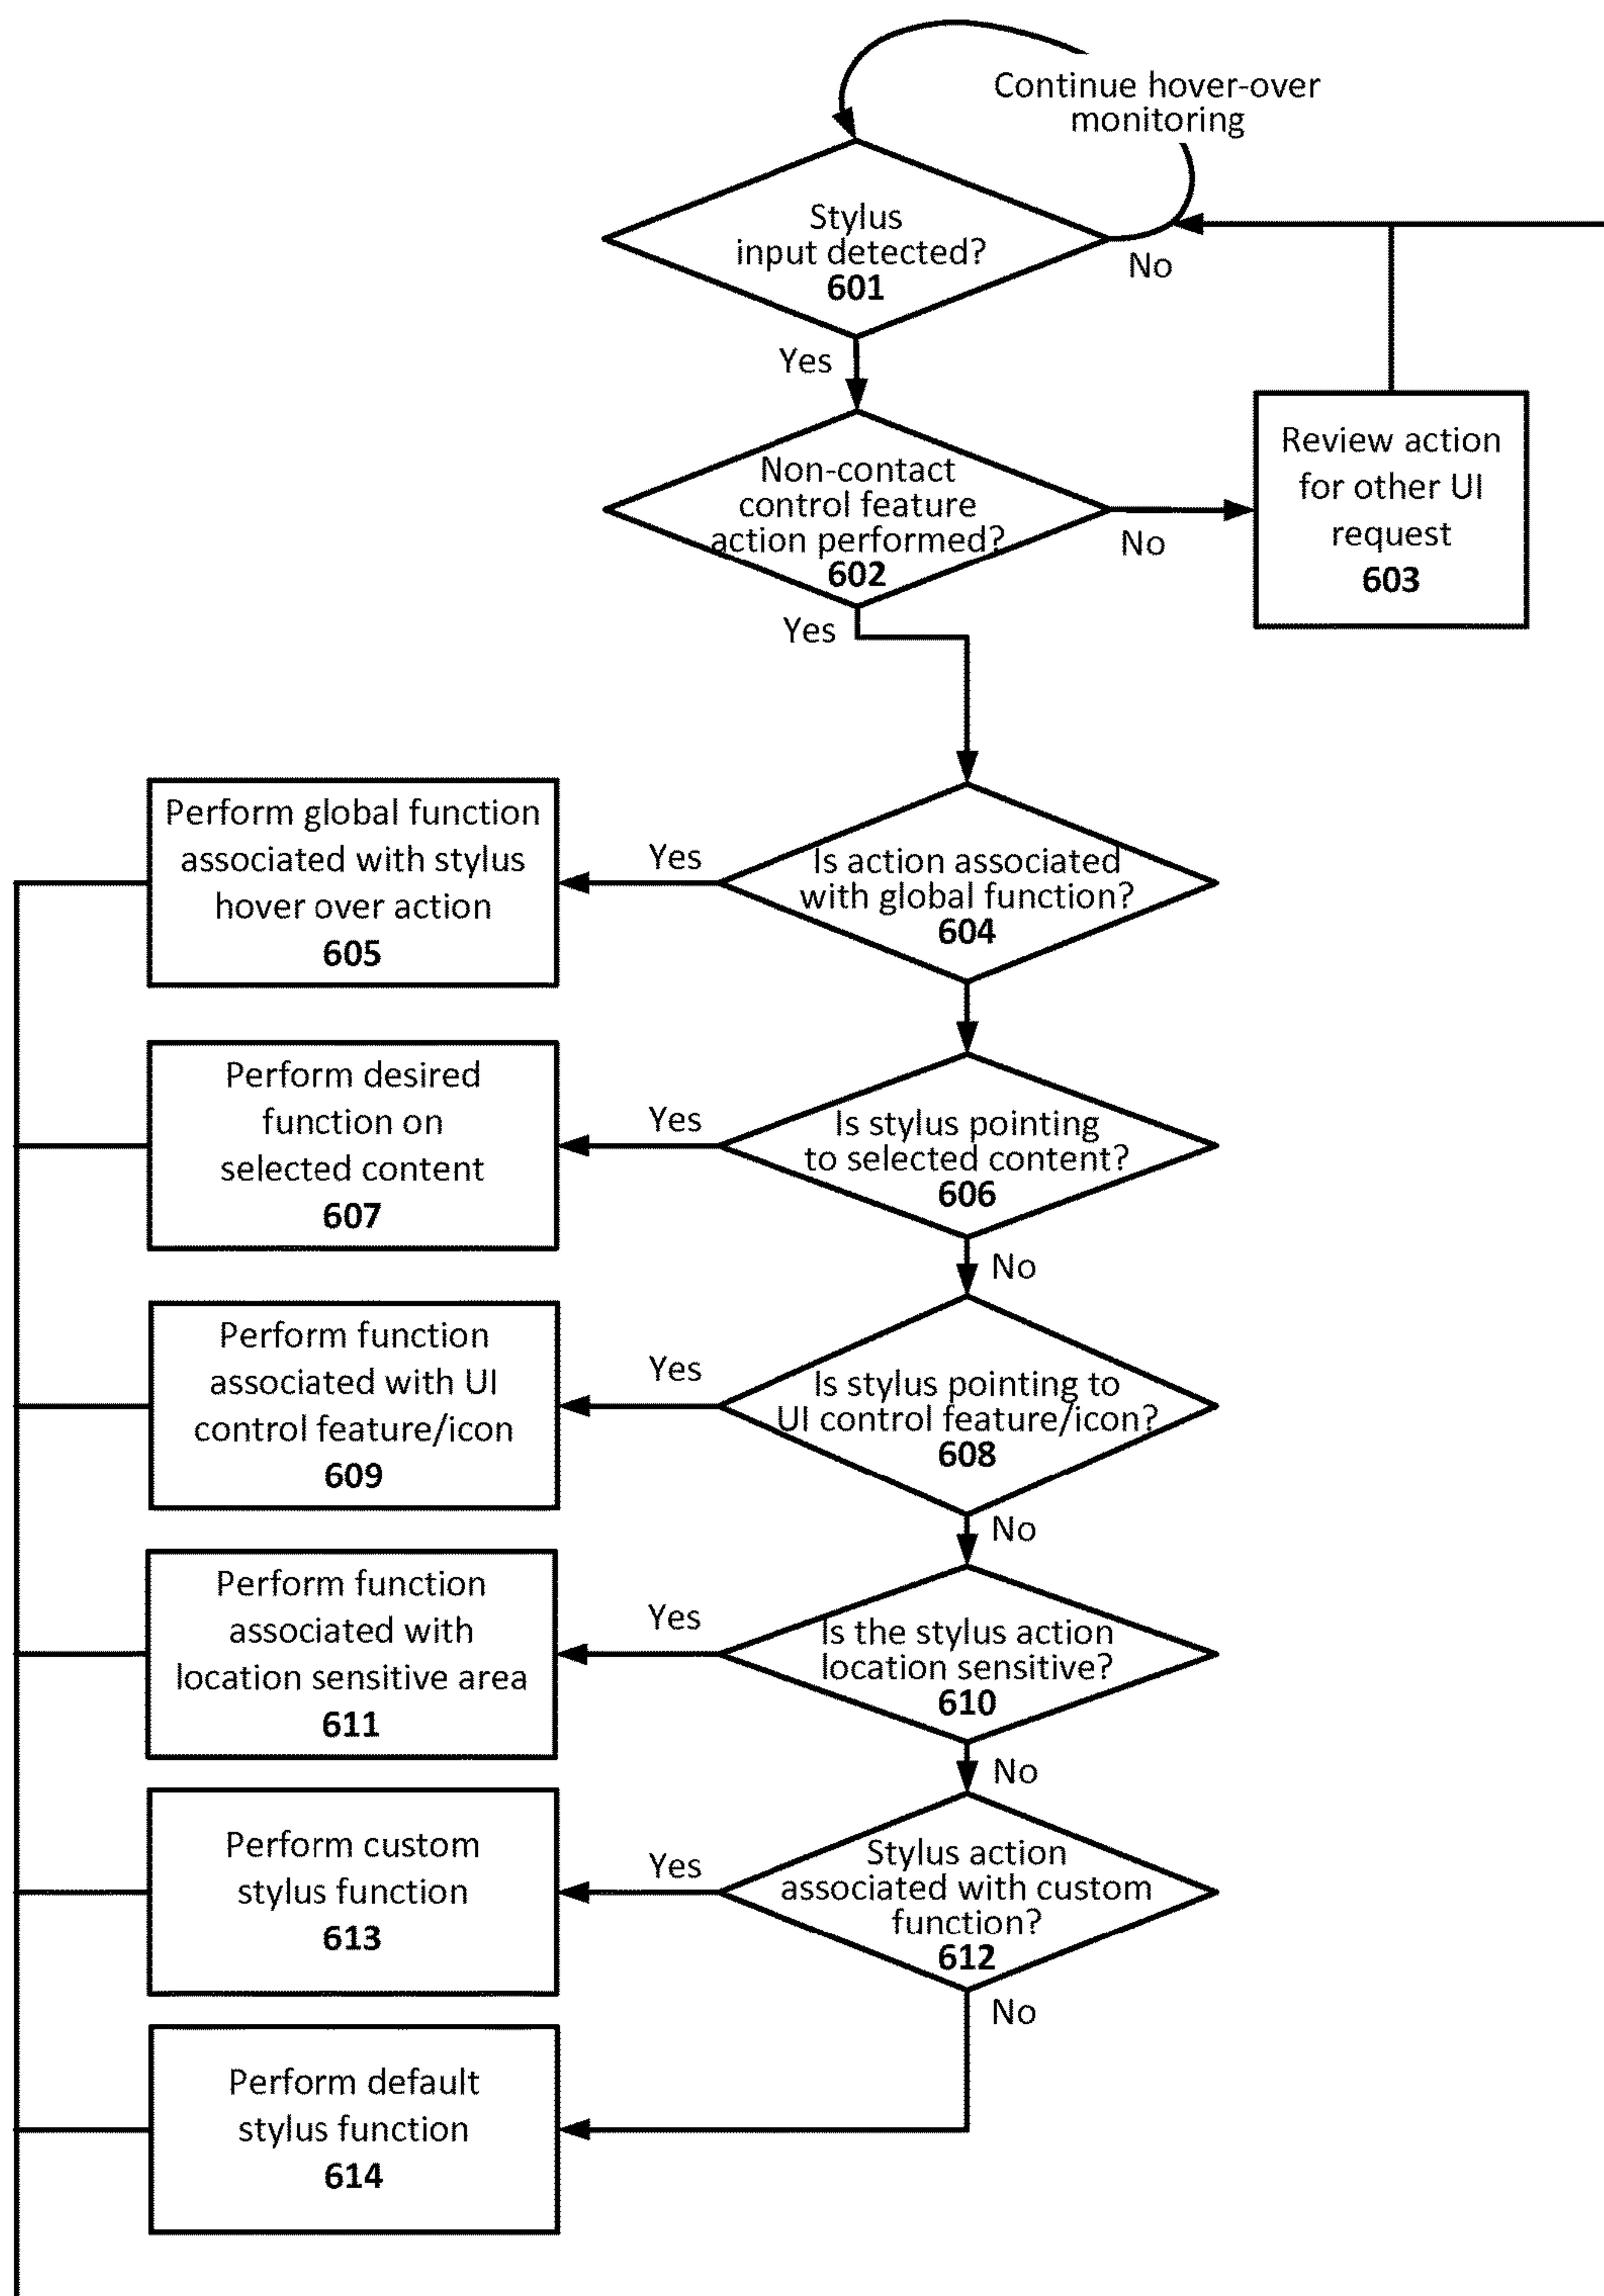 Continue hover-over
monitoring
Stylus
input detected?
601
No
Yes
Non-contact
control feature
action performed?
602
No
Review action
for other UI
request
603
Yes
Perform global function
associated with stylus
hover over action
605
Yes
Is action associated
with global function?
604
Perform desired
function on
selected content
607
Yes
Is stylus pointing
to selected content?
606
No
Perform function
associated with UI
control feature/icon
609
Yes
Is stylus pointing to
UI control feature/icon?
608
No
Perform function
associated with
location sensitive area
611
Yes
Is the stylus action
location sensitive?
610
No
Perform custom
stylus function
613
Yes
Stylus action
associated with custom
function?
612
No
Perform default
stylus function
614